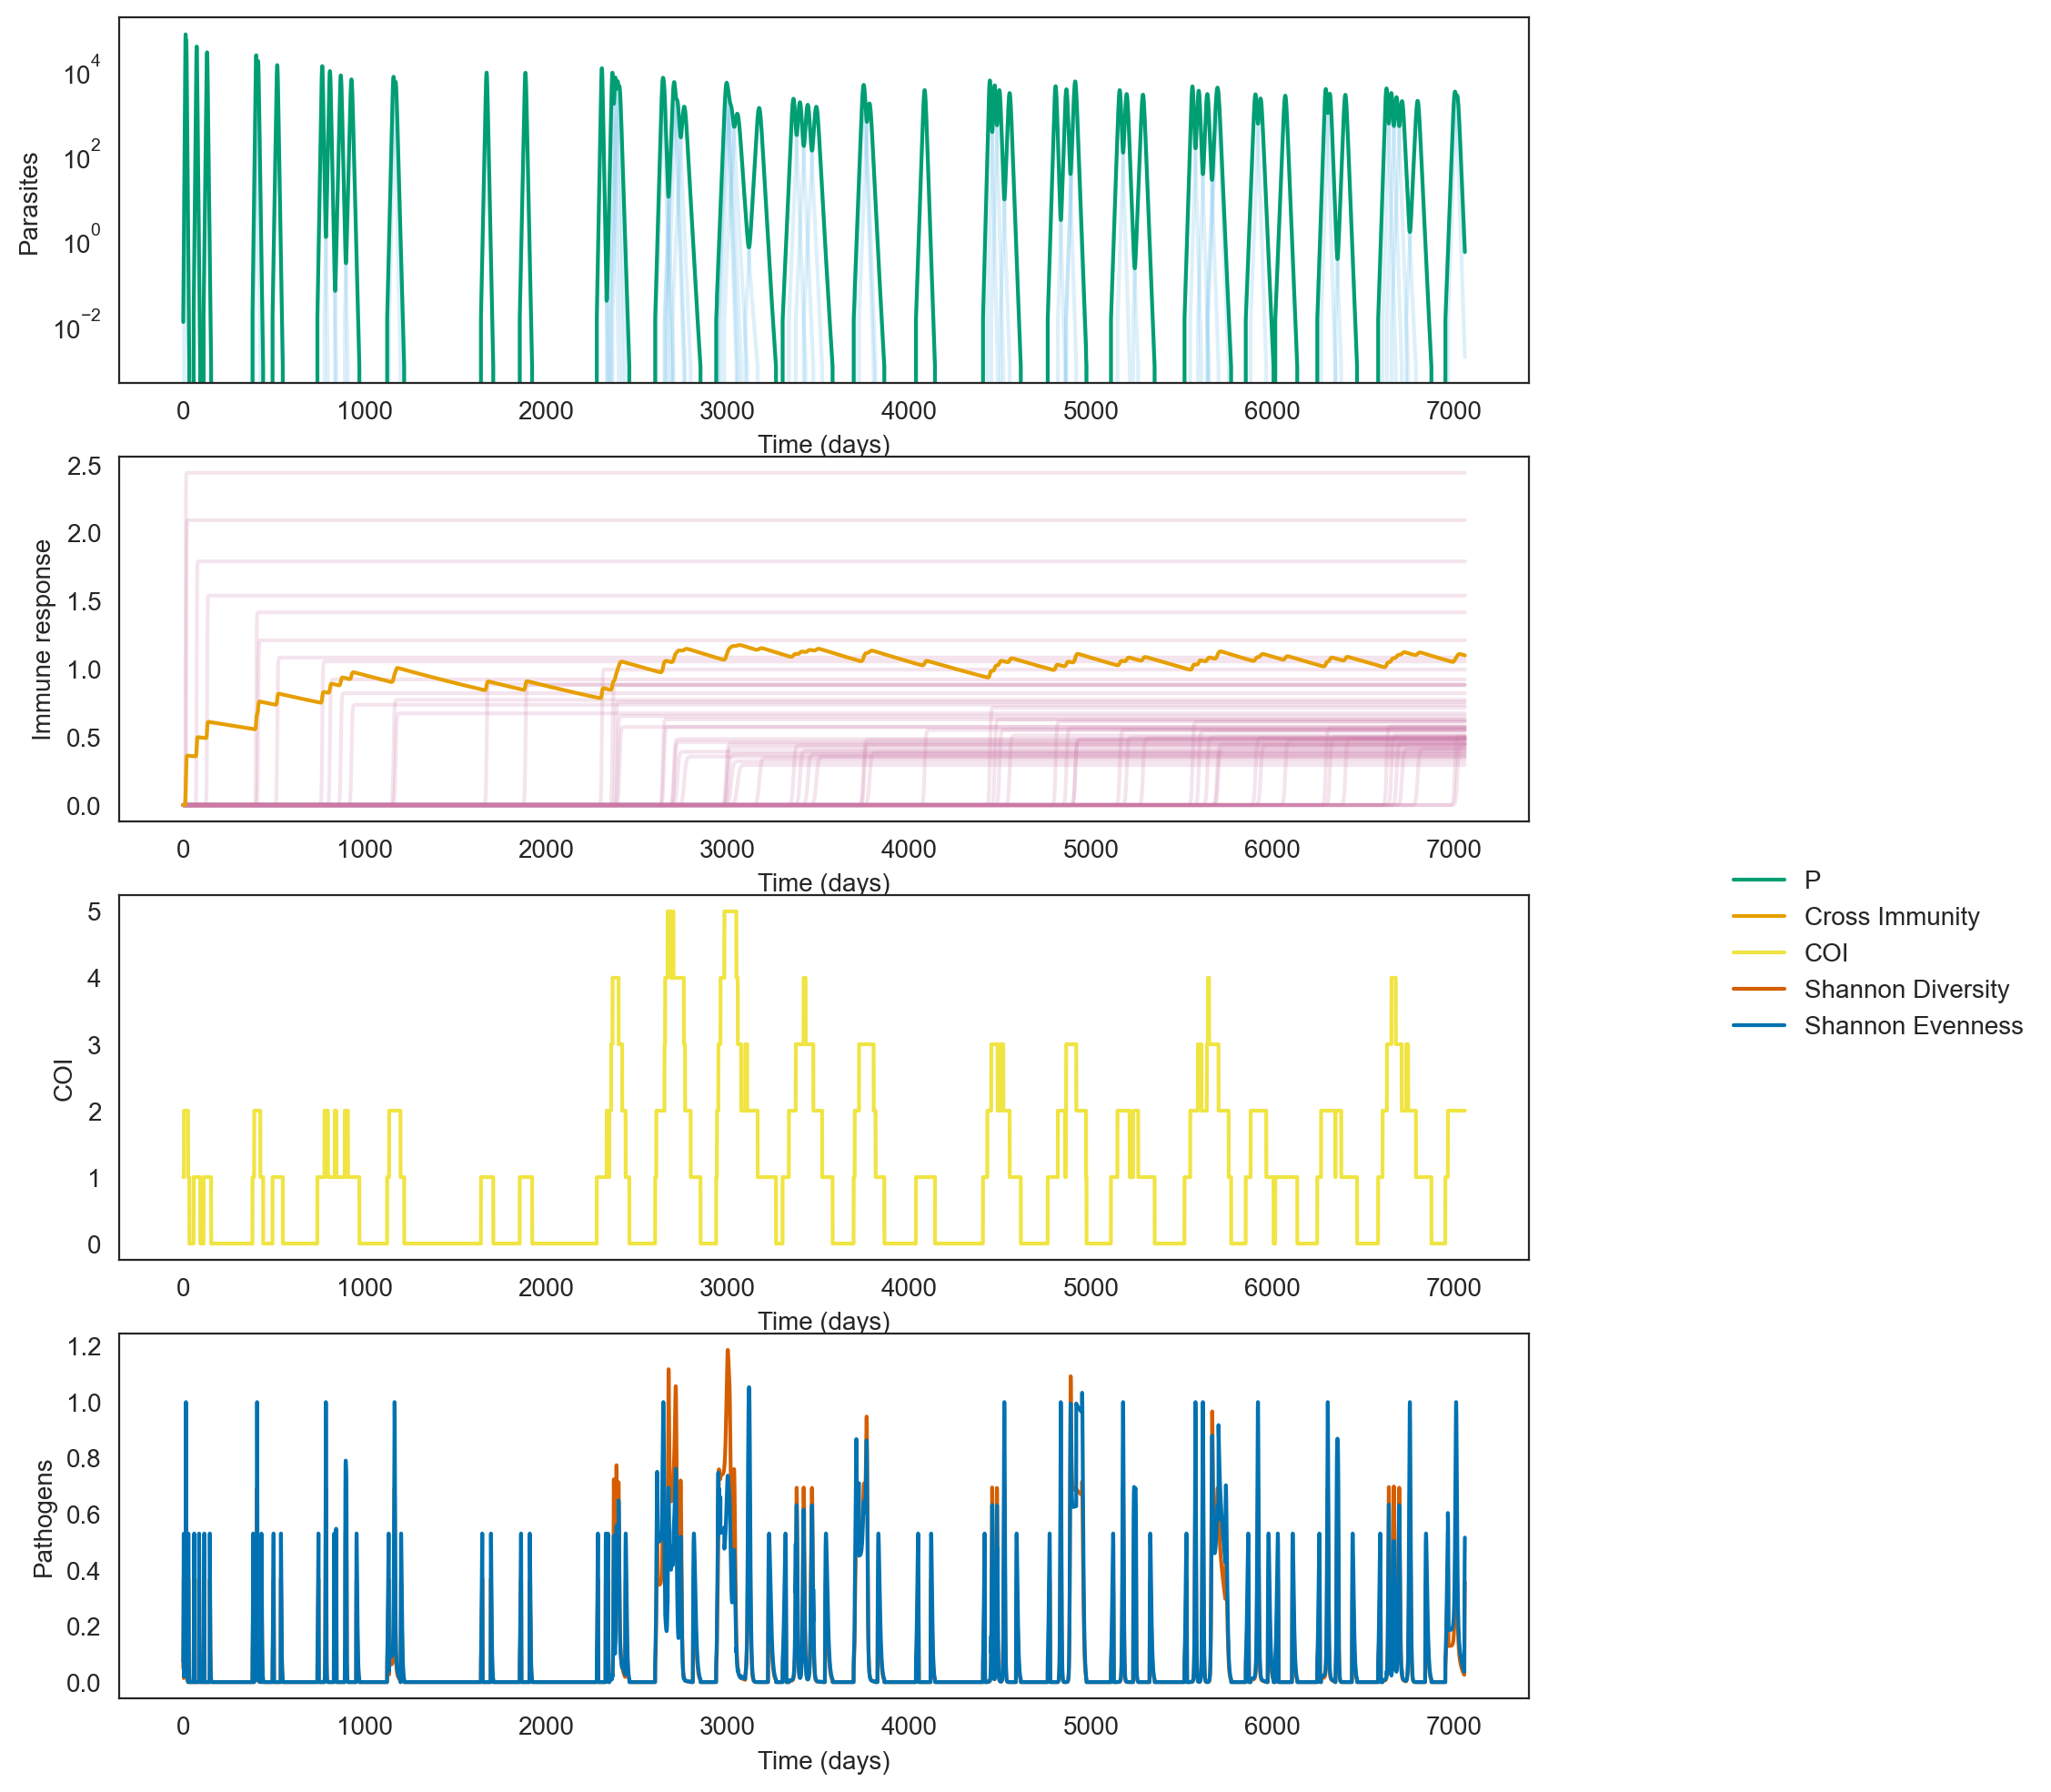 10^4
10^2
10^0
10^−2
Parasites
0 1000 2000 3000 4000 5000 6000 7000
Time (days)
2.5
2.0
1.5
1.0
0.5
0.0
Immune response
0 1000 2000 3000 4000 5000 6000 7000
Time (days)
5
4
3
2
1
0
COI
0 1000 2000 3000 4000 5000 6000 7000
Time (days)
1.2
1.0
0.8
0.6
0.4
0.2
0.0
Pathogens
0 1000 2000 3000 4000 5000 6000 7000
Time (days)
P
Cross Immunity
COI
Shannon Diversity
Shannon Evenness